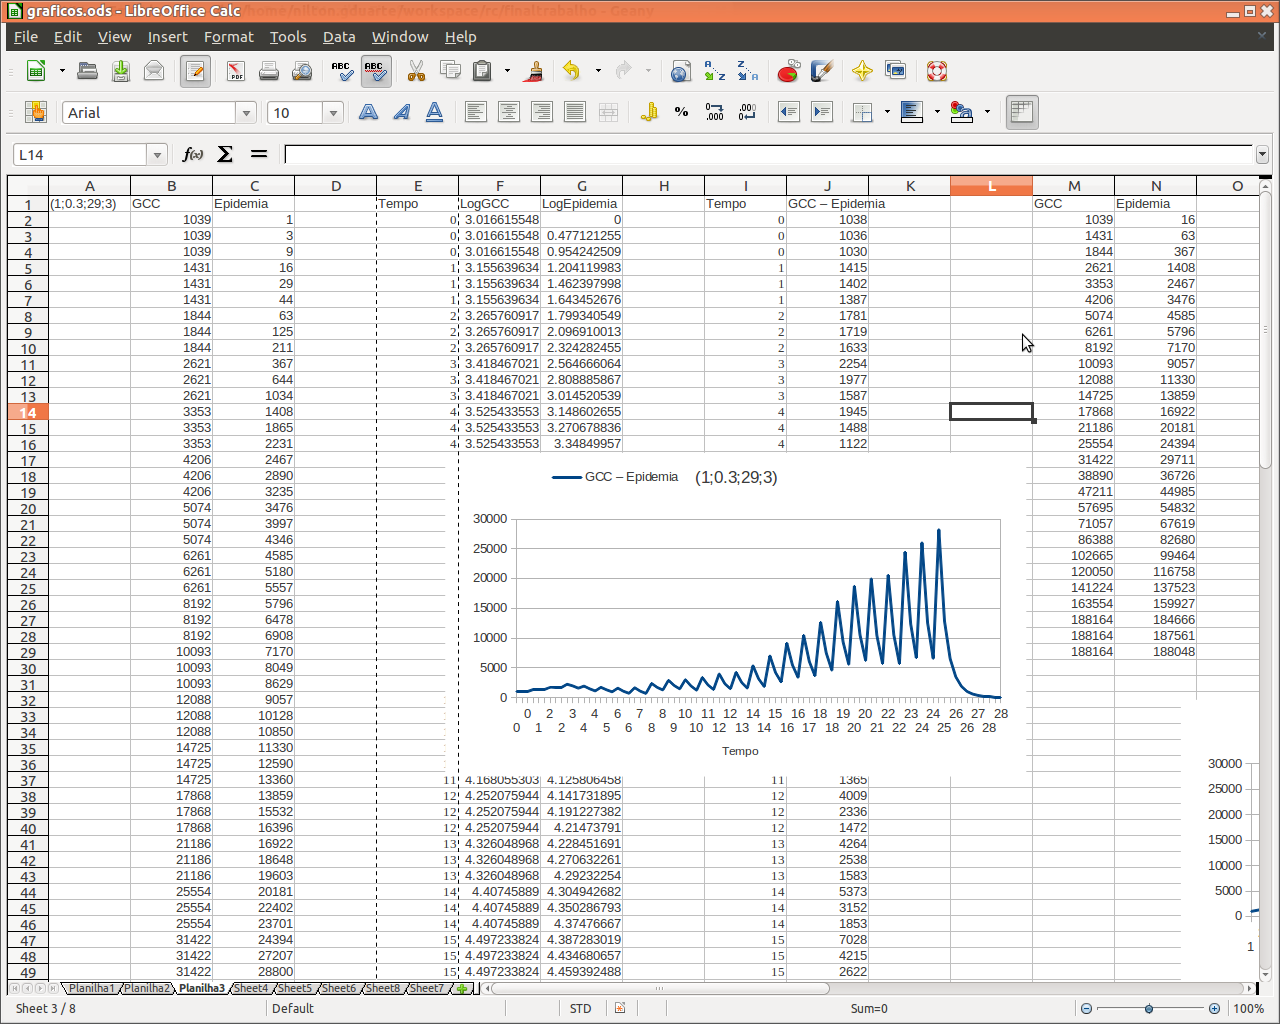 graficos.ods - LibreOffice Calc
File Edit View Insert Format Tools Data Window Help
Arial 10
L14
A B C D E F G H I J K L M N O
1 (1;0.3;29;3) GCC Epidemia Tempo LogGCC LogEpidemia Tempo GCC – Epidemia GCC Epidemia
2 1039 1 0 3.016615548 0 0 1038 1039 16
3 1039 3 0 3.016615548 0.477121255 0 1036 1431 63
4 1039 9 0 3.016615548 0.954242509 0 1030 1844 367
5 1431 16 1 3.155639634 1.204119983 1 1415 2621 1408
6 1431 29 1 3.155639634 1.462397998 1 1402 3353 2467
7 1431 44 1 3.155639634 1.643452676 1 1387 4206 3476
8 1844 63 2 3.265760917 1.799340549 2 1781 5074 4585
9 1844 125 2 3.265760917 2.096910013 2 1719 6261 5796
10 1844 211 2 3.265760917 2.324282455 2 1633 8192 7170
11 2621 367 3 3.418467021 2.564666064 3 2254 10093 9057
12 2621 644 3 3.418467021 2.808885867 3 1977 12088 11330
13 2621 1034 3 3.418467021 3.014520539 3 1587 14725 13859
14 3353 1408 4 3.525433553 3.148602655 4 1945 17868 16922
15 3353 1865 4 3.525433553 3.270678836 4 1488 21186 20181
16 3353 2231 4 3.525433553 3.34849957 4 1122 25554 24394
17 4206 2467 31422 29711
18 4206 2890 38890 36726
19 4206 3235 47211 44985
20 5074 3476 57695 54832
21 5074 3997 71057 67619
22 5074 4346 86388 82680
23 6261 4585 102665 99464
24 6261 5180 120050 116758
25 6261 5557 141224 137523
26 8192 5796 163554 159927
27 8192 6478 188164 184666
28 8192 6908 188164 187561
29 10093 7170 188164 188048
30 10093 8049
31 10093 8629
32 12088 9057
33 12088 10128
34 12088 10850
35 14725 11330
36 14725 12590
37 14725 13360 11 4.168055303 4.125806458 11 1365
38 17868 13859 12 4.252075944 4.141731895 12 4009
39 17868 15532 12 4.252075944 4.191227382 12 2336
40 17868 16396 12 4.252075944 4.21473791 12 1472
41 21186 16922 13 4.326048968 4.228451691 13 4264
42 21186 18648 13 4.326048968 4.270632261 13 2538
43 21186 19603 13 4.326048968 4.29232254 13 1583
44 25554 20181 14 4.40745889 4.304942682 14 5373
45 25554 22402 14 4.40745889 4.350286793 14 3152
46 25554 23701 14 4.40745889 4.37476667 14 1853
47 31422 24394 15 4.497233824 4.387283019 15 7028
48 31422 27207 15 4.497233824 4.434680657 15 4215
49 31422 28800 15 4.497233824 4.459392488 15 2622
GCC – Epidemia (1;0.3;29;3)
30000
25000
20000
15000
10000
5000
0
0 2 3 4 6 7 8 10 11 12 14 15 16 18 19 20 22 23 24 26 27 28
0 1 2 4 5 6 8 9 10 12 13 14 16 17 18 20 21 22 24 25 26 28
Tempo
30000
25000
20000
15000
10000
5000
0
1
Planilha1 Planilha2 Planilha3 Sheet4 Sheet5 Sheet6 Sheet8 Sheet7
Sheet 3 / 8 Default STD Sum=0 100%